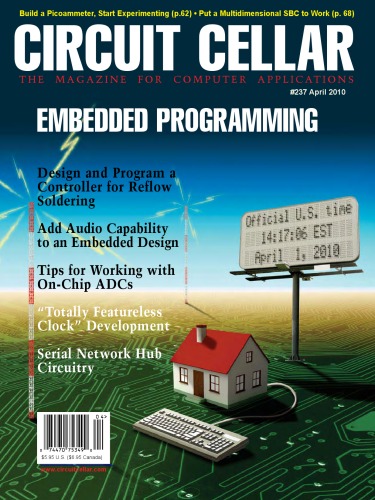 Build a Picoammeter, Start Experimenting (p.62) • Put a Multidimensional SBC to Work (p. 68)
CIRCUIT CELLAR
THE MAGAZINE FOR COMPUTER APPLICATIONS
#237 April 2010
EMBEDDED PROGRAMMING
Design and Program a
Controller for Reflow
Soldering
Add Audio Capability
to an Embedded Design
Tips for Working with
On-Chip ADCs
“Totally Featureless
Clock” Development
Serial Network Hub
Circuitry
Official U.S. time
14:17:06 EST
April 1, 2010
04>
$5.95 U.S. ($6.95 Canada)
www.circuitcellar.com